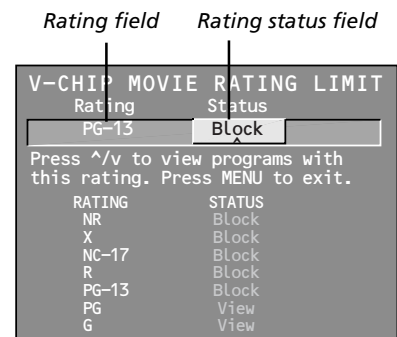 Rating field Rating status field
V-CHIP MOVIE RATING LIMIT
Rating Status
PG-13 Block
^
Press ^/v to view programs with
this rating. Press MENU to exit.
RATING STATUS
NR Block
X Block
NC-17 Block
R Block
PG-13 Block
PG View
G View